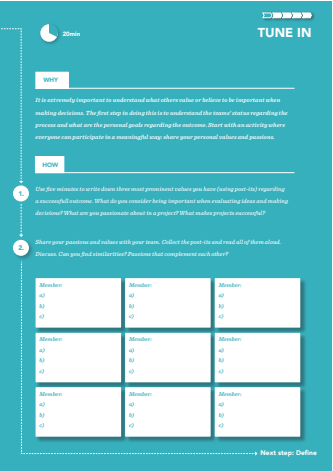 20min
TUNE IN
WHY
It is extremely important to understand what others value or believe to be important when
making decisions. The first step in doing this is to understand the teams' status regarding the
process and what are the personal goals regarding the outcome. Start with an activity where
everyone can participate in a meaningful way: share your personal values and passions.
HOW
1.
Use five minutes to write down three most prominent values you have (using post-its) regarding
a successful outcome. What do you consider being important when evaluating ideas and making
decisions? What are you passionate about in a project? What makes projects successful?
2.
Share your passions and values with your team. Collect the post-its and read all of them aloud.
Discuss. Can you find similarities? Passions that complement each other?
Member: Member: Member:
a) a) a)
b) b) b)
c) c) c)
Member: Member: Member:
a) a) a)
b) b) b)
c) c) c)
Member: Member: Member:
a) a) a)
b) b) b)
c) c) c)
Next step: Define